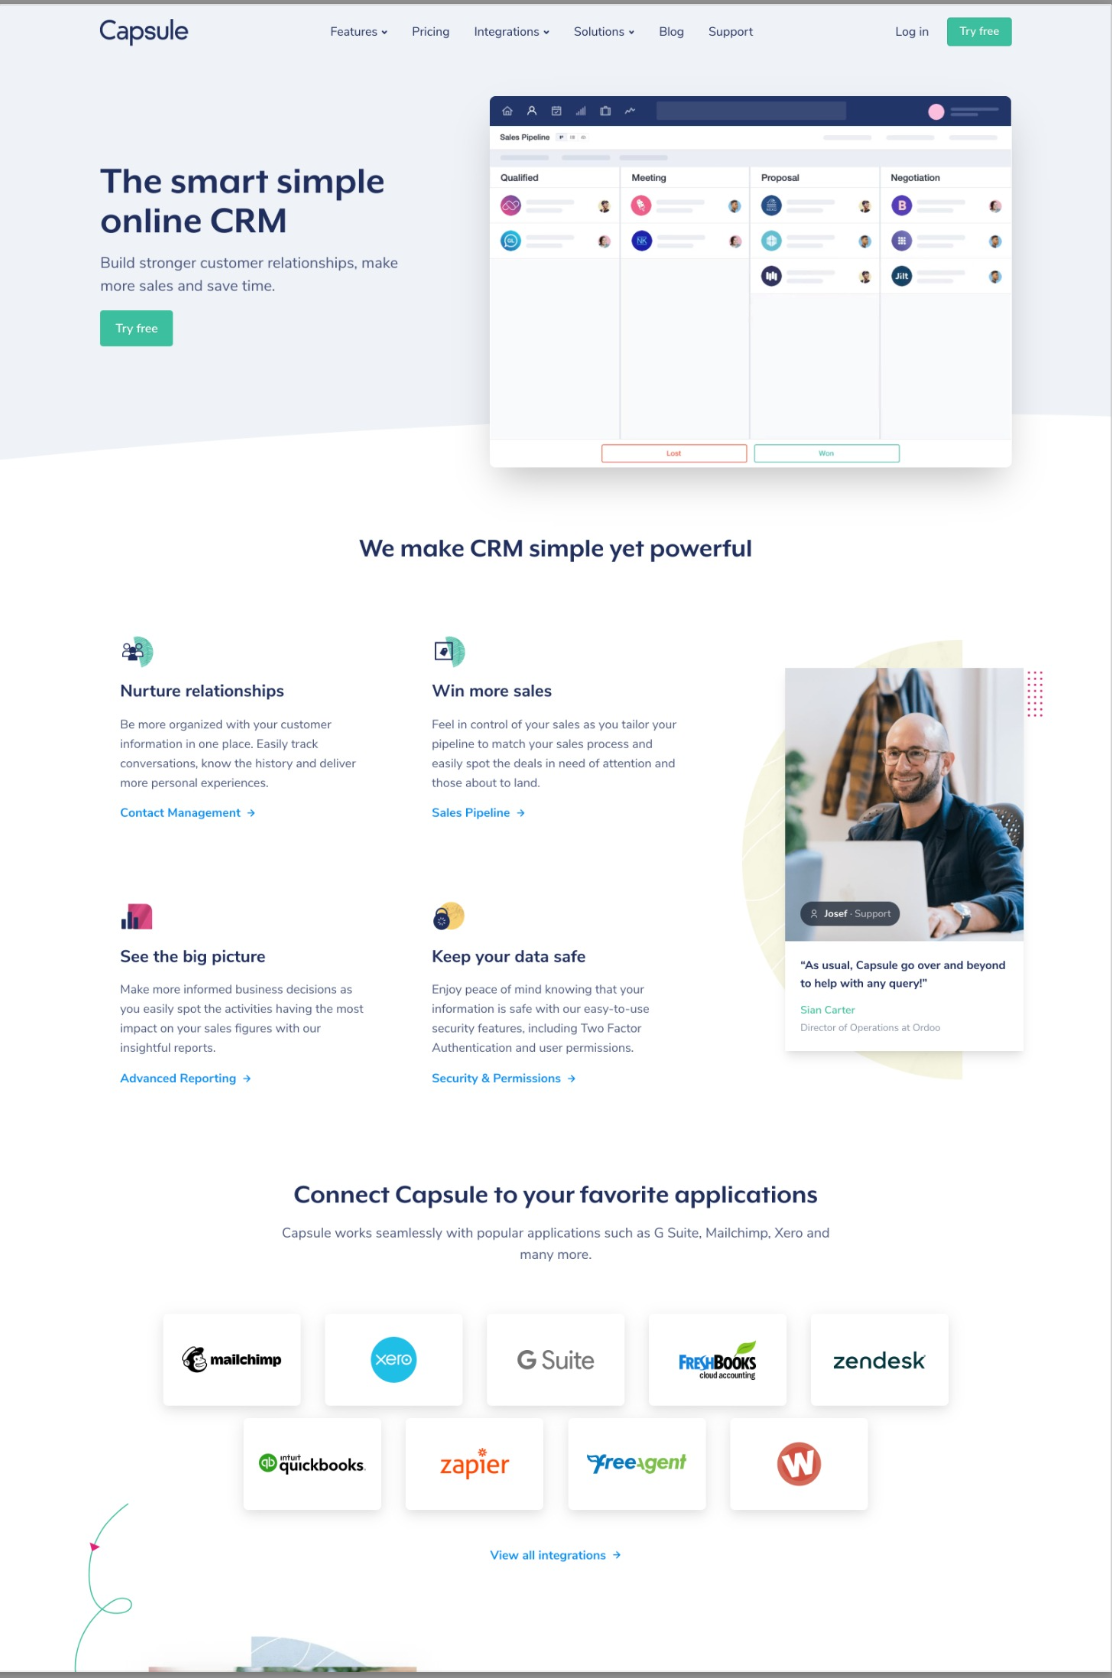 Capsule
Features
Pricing
Integrations
Solutions
Blog
Support
Log in
Try free
The smart simple
online CRM
Build stronger customer relationships, make
more sales and save time.
Try free
Sales Pipeline
Qualified
Meeting
Proposal
Negotiation
NK
B
Jilt
Lost
Won
We make CRM simple yet powerful
Nurture relationships
Be more organized with your customer
information in one place. Easily track
conversations, know the history and deliver
more personal experiences.
Contact Management →
Win more sales
Feel in control of your sales as you tailor your
pipeline to match your sales process and
easily spot the deals in need of attention and
those about to land.
Sales Pipeline →
See the big picture
Make more informed business decisions as
you easily spot the activities having the most
impact on your sales figures with our
insightful reports.
Advanced Reporting →
Keep your data safe
Enjoy peace of mind knowing that your
information is safe with our easy-to-use
security features, including Two Factor
Authentication and user permissions.
Security & Permissions →
Josef · Support
“As usual, Capsule go over and beyond
to help with any query!”
Sian Carter
Director of Operations at Ordoo
Connect Capsule to your favorite applications
Capsule works seamlessly with popular applications such as G Suite, Mailchimp, Xero and
many more.
mailchimp
xero
G Suite
FRESHBOOKS
cloud accounting
zendesk
qb
intuit
quickbooks.
zapier
freeagent
W
View all integrations →